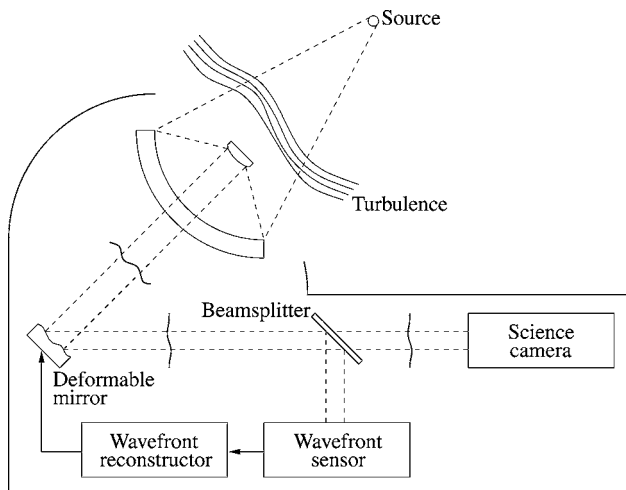 Source
Turbulence
Beamsplitter
Science
camera
Deformable
mirror
Wavefront
reconstructor
Wavefront
sensor